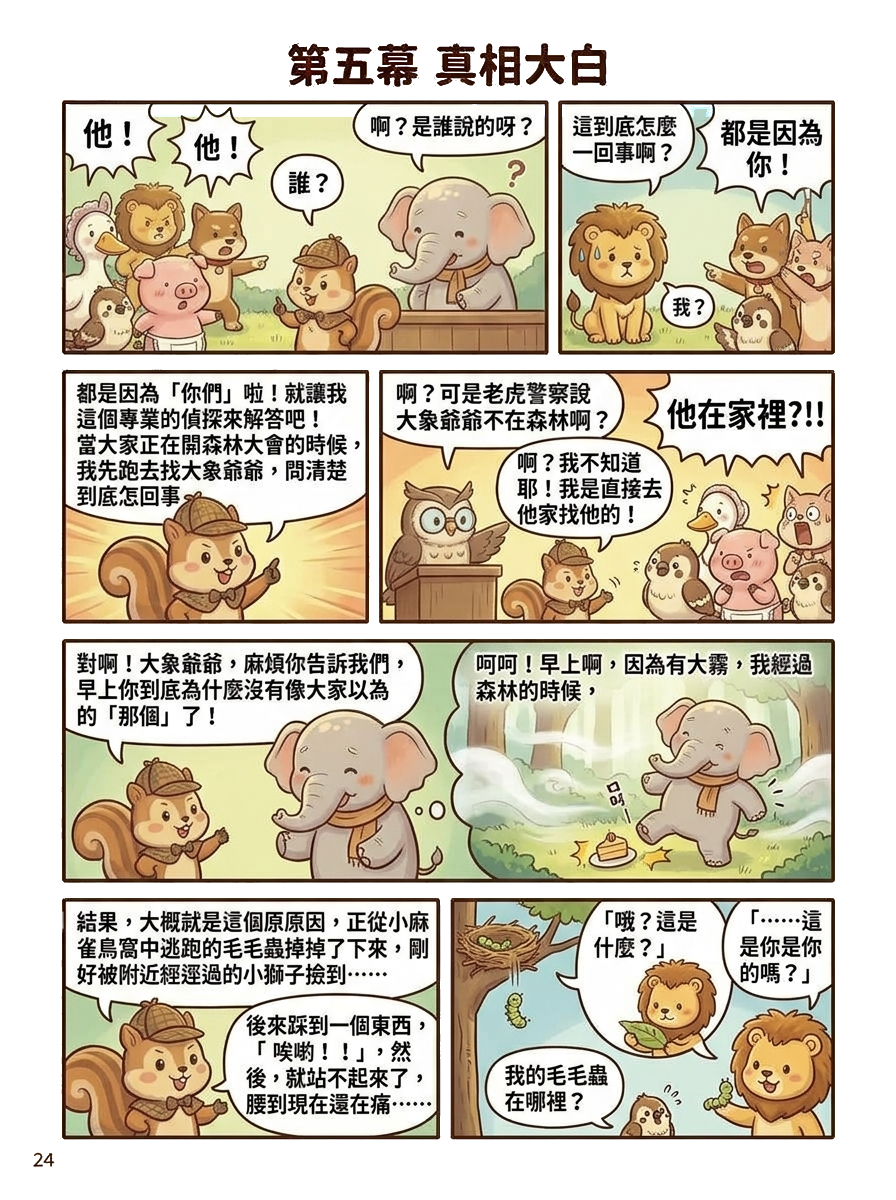 第五幕 真相大白
他！
他！
誰？
啊？是誰說的呀？
?
這到底怎麼
一回事啊？
我？
都是因為
你！
都是因為「你們」啦！就讓我
這個專業的偵探來解答吧！
當大家正在開森林大會的時候，
我先跑去找大象爺爺，問清楚
到底怎回事
啊？可是老虎警察說
大象爺爺不在森林啊？
啊？我不知道
耶！我是直接去
他家找他的！
他在家裡?!!
對啊！大象爺爺，麻煩你告訴我們，
早上你到底為什麼沒有像大家以為
的「那個」了！
呵呵！早上啊，因為有大霧，我經過
森林的時候，
結果，大概就是這個原原因，正從小麻
雀鳥窩中逃跑的毛毛蟲掉掉了下來，剛
好被附近經逕過的小獅子撿到⋯⋯
後來踩到一個東西，
「唉喲！！」，然
後，就站不起來了，
腰到現在還在痛⋯⋯
「哦？這是
什麼？」
「⋯⋯這
是你是你
的嗎？」
我的毛毛蟲
在哪裡？
24